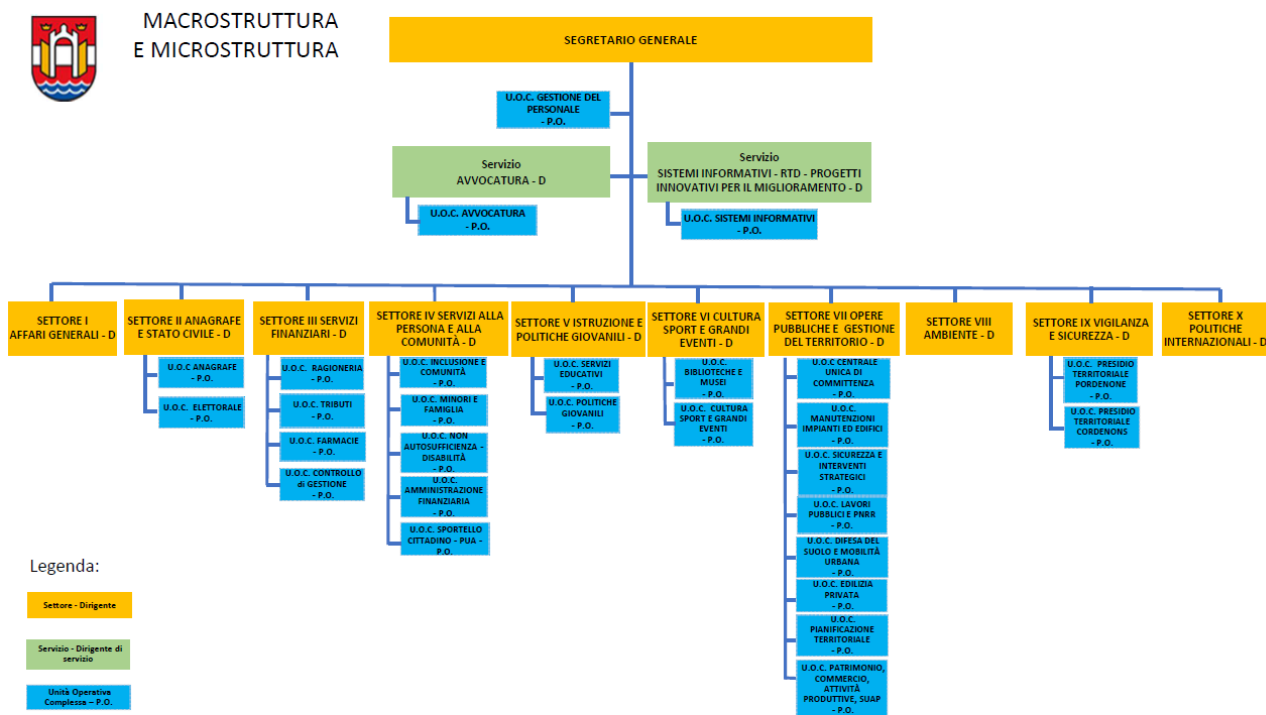 MACROSTRUTTURA
E MICROSTRUTTURA
SEGRETARIO GENERALE
U.O.C. GESTIONE DEL
PERSONALE
- P.O.
Servizio
AVVOCATURA - D
Servizio
SISTEMI INFORMATIVI - RTD - PROGETTI
INNOVATIVI PER IL MIGLIORAMENTO - D
U.O.C. AVVOCATURA
- P.O.
U.O.C. SISTEMI INFORMATIVI
- P.O.
SETTORE I
AFFARI GENERALI - D
SETTORE II ANAGRAFE
E STATO CIVILE - D
U.O.C ANAGRAFE
- P.O.
U.O.C. ELETTORALE
- P.O.
SETTORE III SERVIZI
FINANZIARI - D
U.O.C. RAGIONERIA
- P.O.
U.O.C. TRIBUTI
- P.O.
U.O.C. FARMACIE
- P.O.
U.O.C. CONTROLLO
di GESTIONE
- P.O.
SETTORE IV SERVIZI ALLA
PERSONA E ALLA
COMUNITÀ - D
U.O.C. INCLUSIONE E
COMUNITÀ
- P.O.
U.O.C. MINORI E
FAMIGLIA
- P.O.
U.O.C. NON
AUTOSUFFICIENZA -
DISABILITÀ
- P.O.
U.O.C.
AMMINISTRAZIONE
FINANZIARIA
- P.O.
U.O.C. SPORTELLO
CITTADINO - PUA -
P.O.
SETTORE V ISTRUZIONE E
POLITICHE GIOVANILI - D
U.O.C. SERVIZI
EDUCATIVI
- P.O.
U.O.C. POLITICHE
GIOVANILI
- P.O.
SETTORE VI CULTURA
SPORT E GRANDI
EVENTI - D
U.O.C.
BIBLIOTECHE E
MUSEI
- P.O.
U.O.C. CULTURA
SPORT E GRANDI
EVENTI
- P.O.
SETTORE VII OPERE
PUBBLICHE E GESTIONE
DEL TERRITORIO - D
U.O.C CENTRALE
UNICA DI
COMMITTENZA
- P.O.
U.O.C.
MANUTENZIONI
IMPIANTI ED EDIFICI
- P.O.
U.O.C. SICUREZZA E
INTERVENTI
STRATEGICI
- P.O.
U.O.C. LAVORI
PUBBLICI E PNRR
- P.O.
U.O.C. DIFESA DEL
SUOLO E MOBILITÀ
URBANA
- P.O.
U.O.C. EDILIZIA
PRIVATA
- P.O.
U.O.C.
PIANIFICAZIONE
TERRITORIALE
- P.O.
U.O.C. PATRIMONIO,
COMMERCIO,
ATTIVITÀ
PRODUTTIVE, SUAP
- P.O.
SETTORE VIII
AMBIENTE - D
SETTORE IX VIGILANZA
E SICUREZZA - D
U.O.C. PRESIDIO
TERRITORIALE
PORDENONE
- P.O.
U.O.C. PRESIDIO
TERRITORIALE
CORDENONS
- P.O.
SETTORE X
POLITICHE
INTERNAZIONALI - D
Legenda:
Settore - Dirigente
Servizio - Dirigente di
servizio
Unità Operativa
Complessa – P.O.